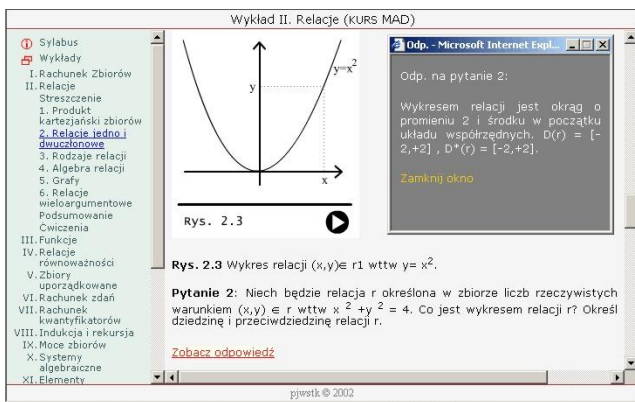 Wykład II. Relacje (KURS MAD)
Sylabus
Wykłady
I. Rachunek Zbiorów
II. Relacje
Streszczenie
1. Produkt
kartezjański zbiorów
2. Relacje jedno i
dwuczłonowe
3. Rodzaje relacji
4. Algebra relacji
5. Grafy
6. Relacje
wieloargumentowe
Podsumowanie
Ćwiczenia
III. Funkcje
IV. Relacje
równoważności
V. Zbiory
uporządkowane
VI. Rachunek zdań
VII. Rachunek
kwantyfikatorów
VIII. Indukcja i rekursja
IX. Moce zbiorów
X. Systemy
algebraiczne
XI. Elementy
y=x²
y
x
Rys. 2.3
Odp. - Microsoft Internet Expl...
Odp. na pytanie 2:
Wykresem relacji jest okrąg o
promieniu 2 i środku w początku
układu współrzędnych. D(r) = [-
2,+2] , D*(r) = [-2,+2].
Zamknij okno
Rys. 2.3 Wykres relacji (x,y)∈ r1 wttw y= x².
Pytanie 2: Niech będzie relacja r określona w zbiorze liczb rzeczywistych
warunkiem (x,y) ∈ r wttw x ² +y ² = 4. Co jest wykresem relacji r? Określ
dziedzinę i przeciwdziedzinę relacji r.
Zobacz odpowiedź
pjwstk © 2002